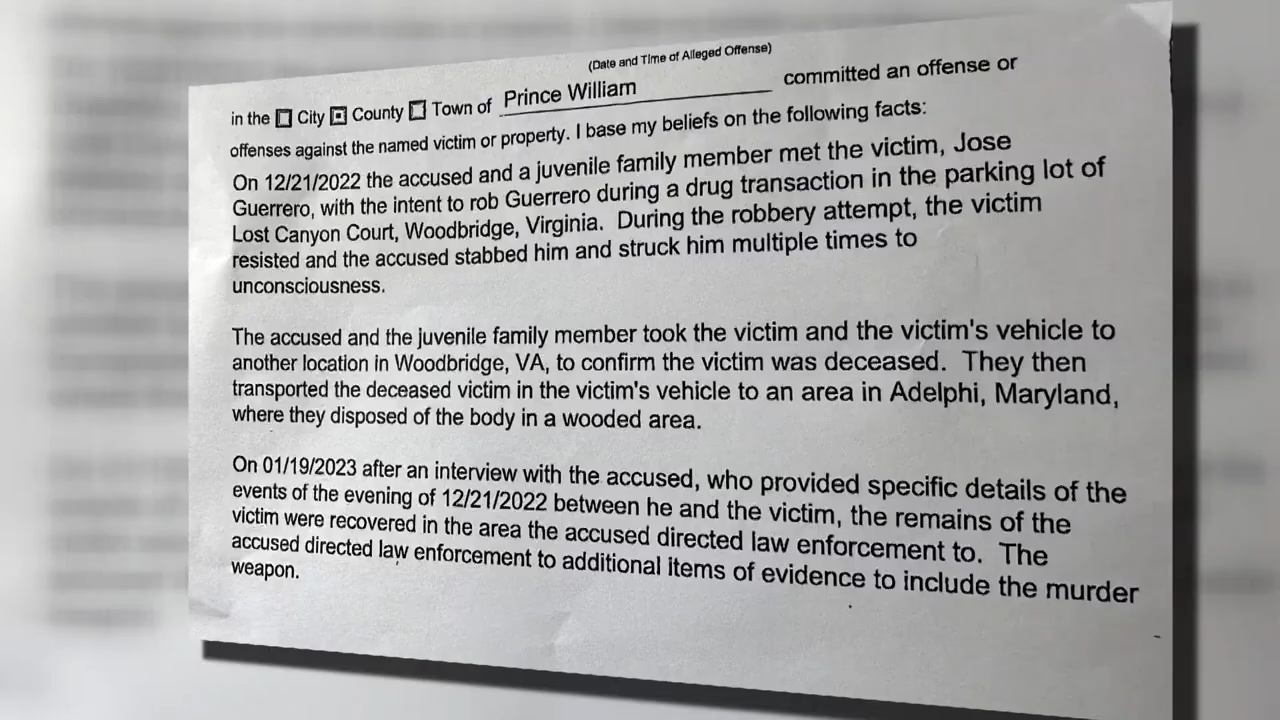 (Date and Time of Alleged Offense)
in the City County Town of Prince William committed an offense or
offenses against the named victim or property. I base my beliefs on the following facts:
On 12/21/2022 the accused and a juvenile family member met the victim, Jose
Guerrero, with the intent to rob Guerrero during a drug transaction in the parking lot of
Lost Canyon Court, Woodbridge, Virginia. During the robbery attempt, the victim
resisted and the accused stabbed him and struck him multiple times to
unconsciousness.
The accused and the juvenile family member took the victim and the victim's vehicle to
another location in Woodbridge, VA, to confirm the victim was deceased. They then
transported the deceased victim in the victim's vehicle to an area in Adelphi, Maryland,
where they disposed of the body in a wooded area.
On 01/19/2023 after an interview with the accused, who provided specific details of the
events of the evening of 12/21/2022 between he and the victim, the remains of the
victim were recovered in the area the accused directed law enforcement to. The
accused directed law enforcement to additional items of evidence to include the murder
weapon.